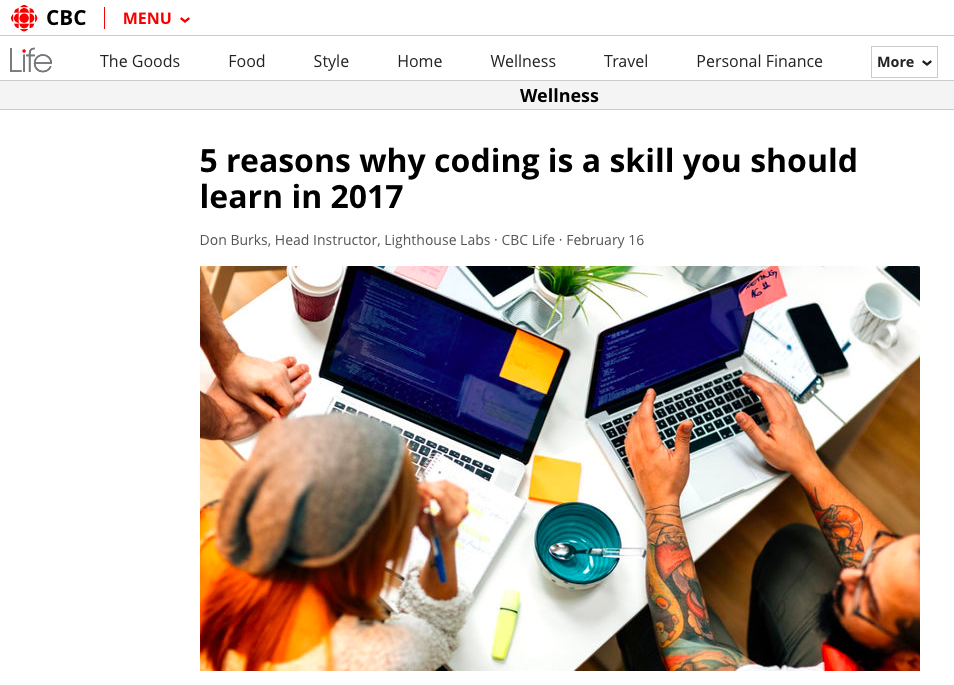 CBC MENU
Life The Goods Food Style Home Wellness Travel Personal Finance More
Wellness
5 reasons why coding is a skill you should
learn in 2017
Don Burks, Head Instructor, Lighthouse Labs · CBC Life · February 16